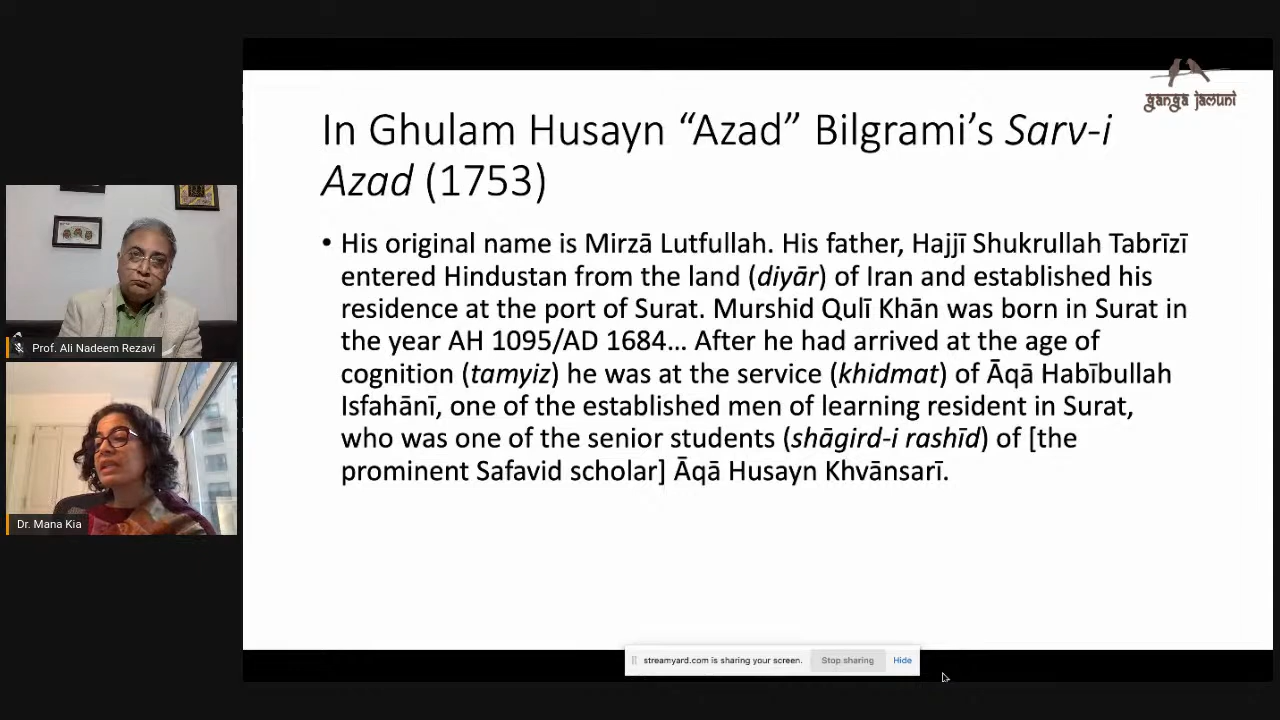 ganga jamuni
In Ghulam Husayn “Azad” Bilgrami’s Sarv-i
Azad (1753)
• His original name is Mirzā Lutfullah. His father, Hajjī Shukrullah Tabrīzī
entered Hindustan from the land (diyār) of Iran and established his
residence at the port of Surat. Murshid Qulī Khān was born in Surat in
the year AH 1095/AD 1684… After he had arrived at the age of
cognition (tamyiz) he was at the service (khidmat) of Āqā Habībullah
Isfahānī, one of the established men of learning resident in Surat,
who was one of the senior students (shāgird-i rashīd) of [the
prominent Safavid scholar] Āqā Husayn Khvānsarī.
Prof. Ali Nadeem Rezavi
Dr. Mana Kia
streamyard.com is sharing your screen. Stop sharing Hide